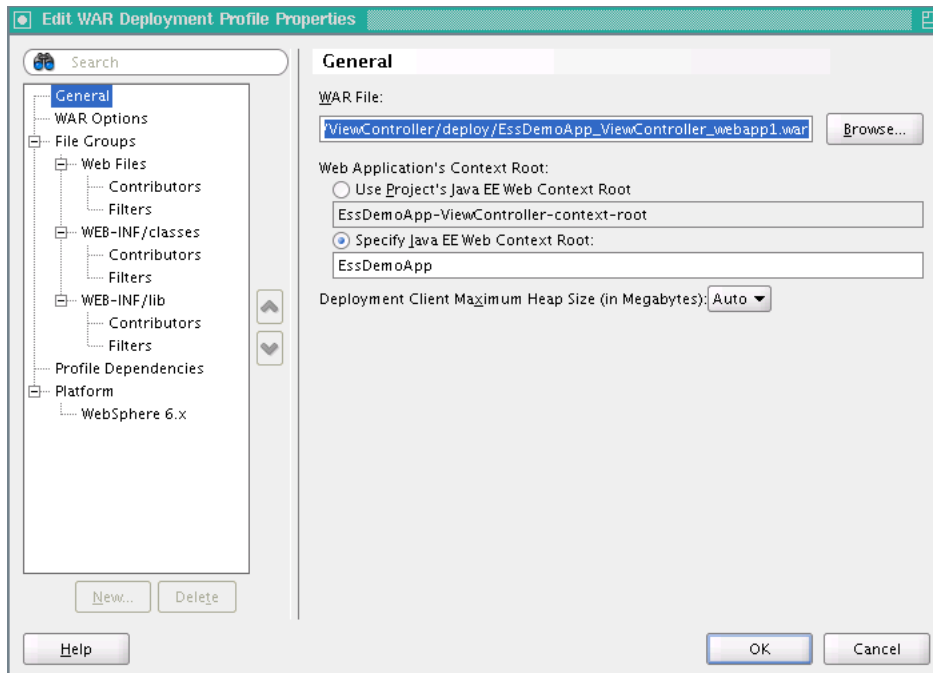 Edit WAR Deployment Profile Properties
Search
General
WAR Options
File Groups
Web Files
Contributors
Filters
WEB-INF/classes
Contributors
Filters
WEB-INF/lib
Contributors
Filters
Profile Dependencies
Platform
WebSphere 6.x
New...
Delete
General
WAR File:
/ViewController/deploy/EssDemoApp_ViewController_webapp1.war
Browse...
Web Application's Context Root:
Use Project's Java EE Web Context Root
EssDemoApp-ViewController-context-root
Specify Java EE Web Context Root:
EssDemoApp
Deployment Client Maximum Heap Size (in Megabytes): Auto
Help
OK
Cancel